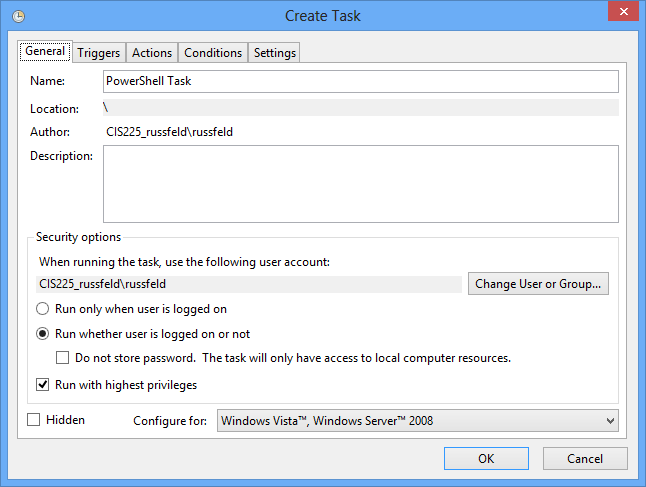 Create Task
General Triggers Actions Conditions Settings
Name: PowerShell Task
Location: \
Author: CIS225_russfeld\russfeld
Description:
Security options
When running the task, use the following user account:
CIS225_russfeld\russfeld Change User or Group...
Run only when user is logged on
Run whether user is logged on or not
Do not store password. The task will only have access to local computer resources.
Run with highest privileges
Hidden Configure for: Windows Vista™, Windows Server™ 2008
OK Cancel